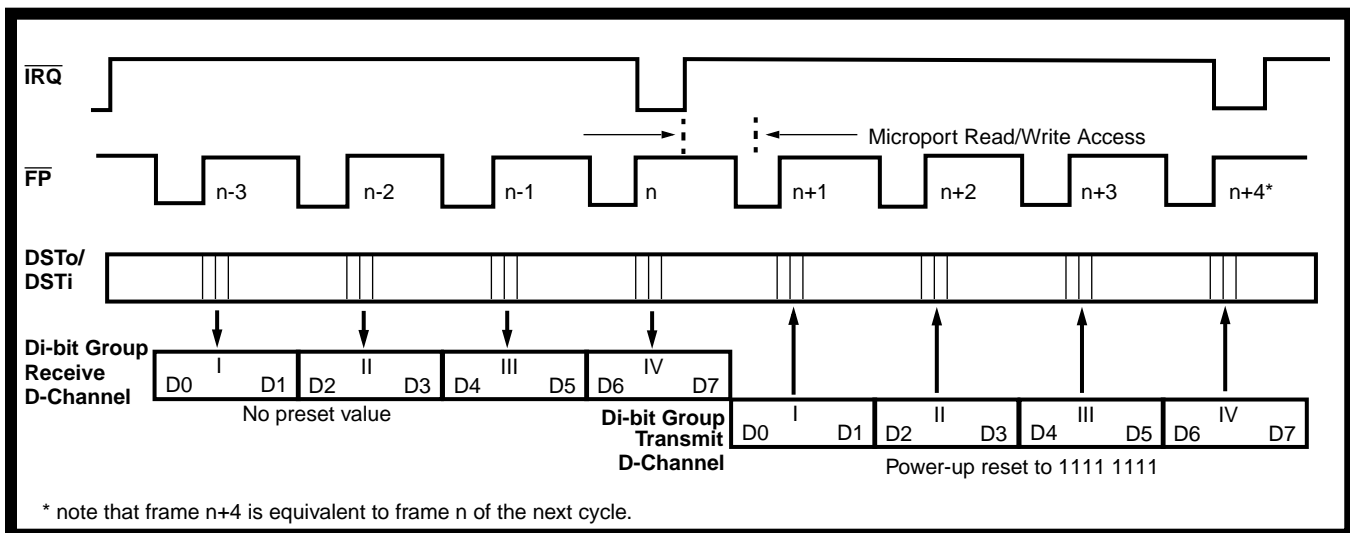 IRQ
Microport Read/Write Access
FP
n-3 n-2 n-1 n n+1 n+2 n+3 n+4*
DSTo/
DSTi
Di-bit Group
Receive
D-Channel
I II III IV
D0 D1 D2 D3 D4 D5 D6 D7
No preset value
Di-bit Group
Transmit
D-Channel
I II III IV
D0 D1 D2 D3 D4 D5 D6 D7
Power-up reset to 1111 1111
* note that frame n+4 is equivalent to frame n of the next cycle.